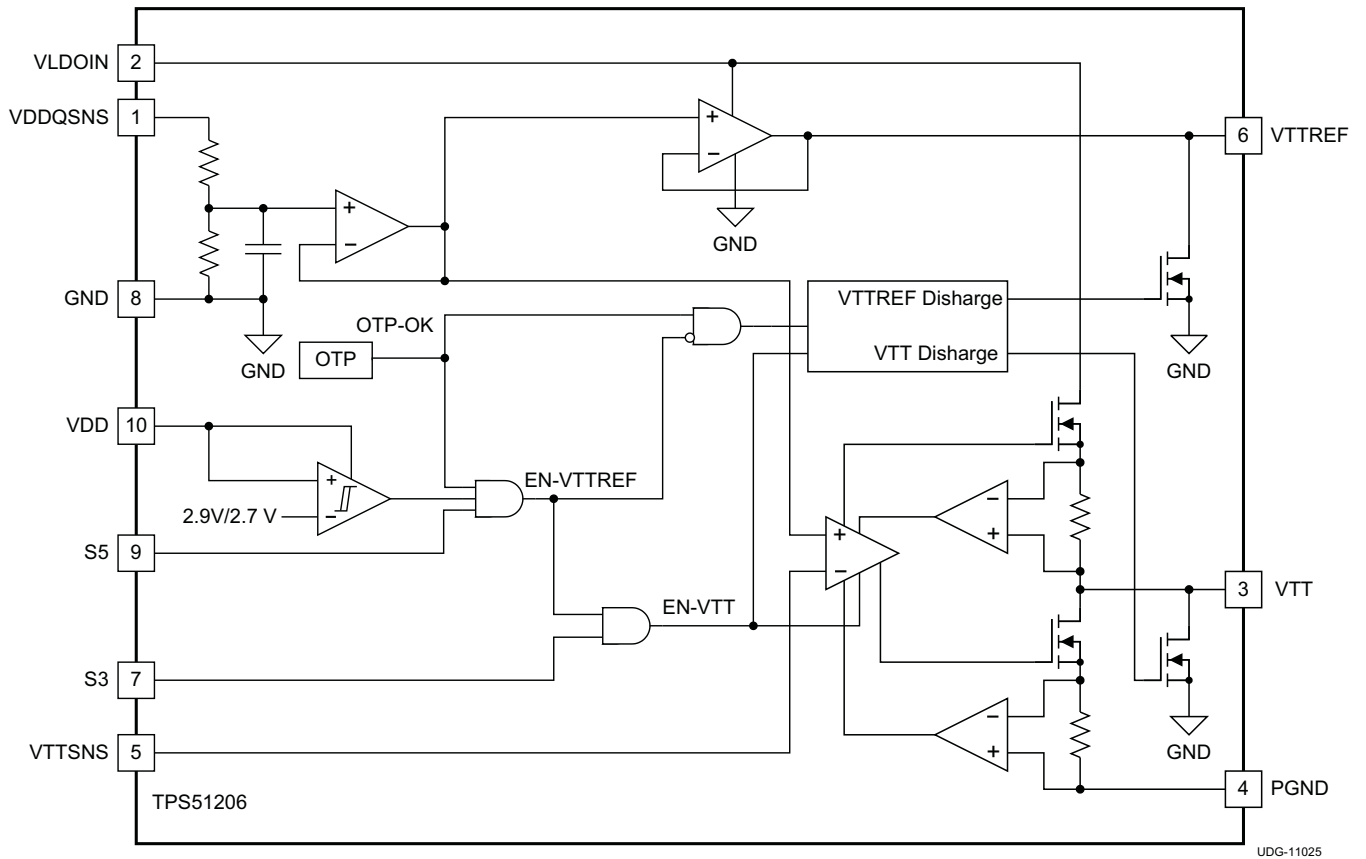 VLDOIN 2
VDDQSNS 1
+
−
6 VTTREF
GND
+
−
GND 8
GND
VTTREF Disharge
VTT Disharge
GND
OTP-OK
OTP
VDD 10
+
−
2.9V/2.7 V
EN-VTTREF
S5 9
−
+
+
−
3 VTT
EN-VTT
S3 7
−
+
GND
VTTSNS 5
4 PGND
TPS51206
UDG-11025